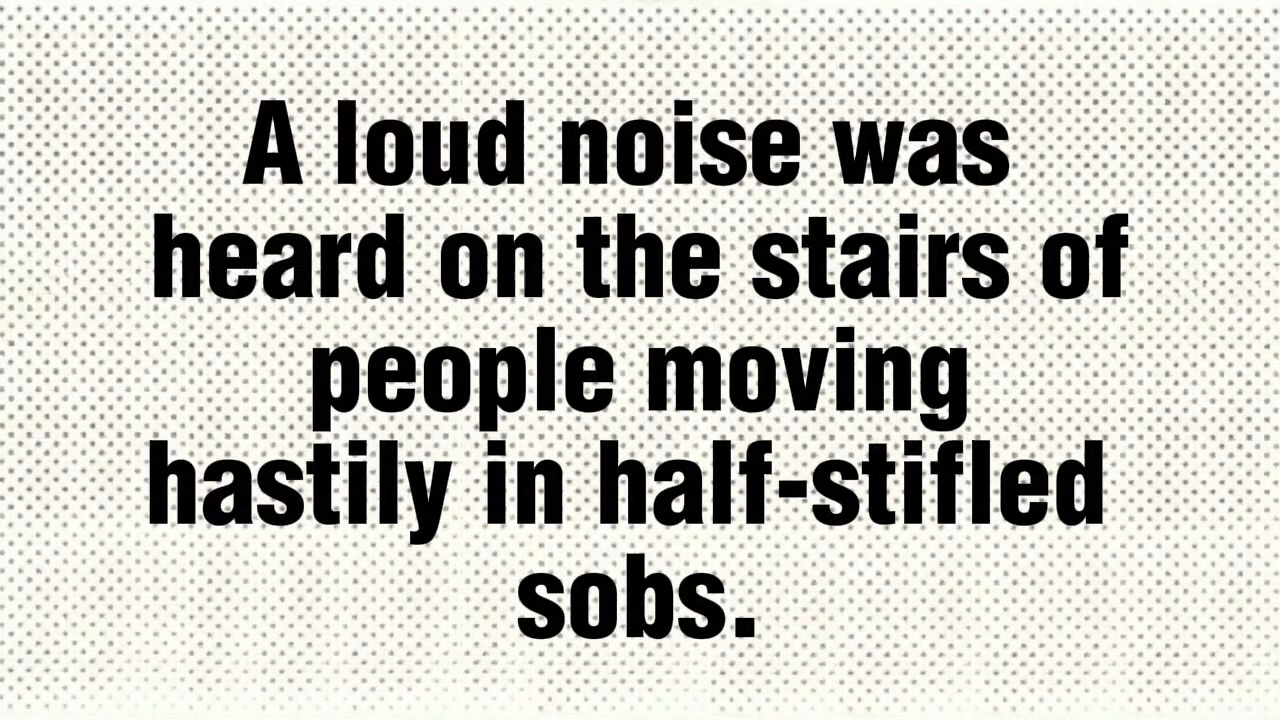 A loud noise was
heard on the stairs of
people moving
hastily in half-stifled
sobs.